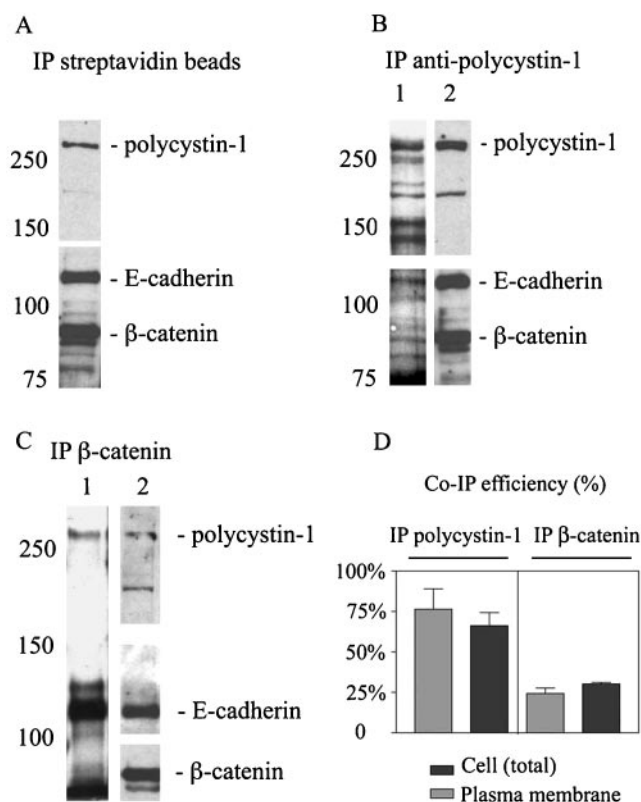 A
IP streptavidin beads
250
150
100
75
- polycystin-1
- E-cadherin
- β-catenin
B
IP anti-polycystin-1
1 2
250
150
100
75
- polycystin-1
- E-cadherin
- β-catenin
C
IP β-catenin
1 2
250
150
100
- polycystin-1
- E-cadherin
- β-catenin
D
Co-IP efficiency (%)
IP polycystin-1 IP β-catenin
100%
75%
50%
25%
0
Cell (total)
Plasma membrane